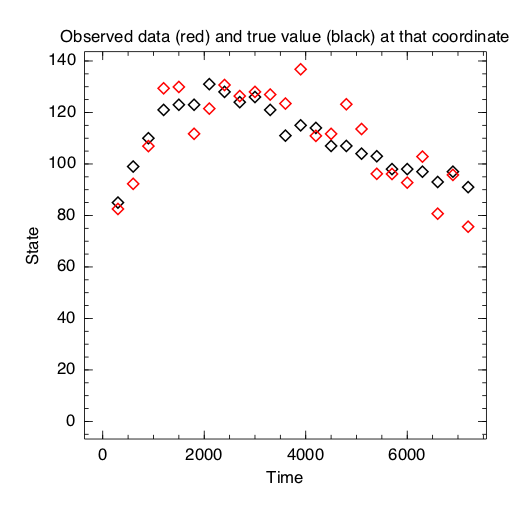 Observed data (red) and true value (black) at that coordinate
140
120
100
80
60
40
20
0
State
0 2000 4000 6000
Time